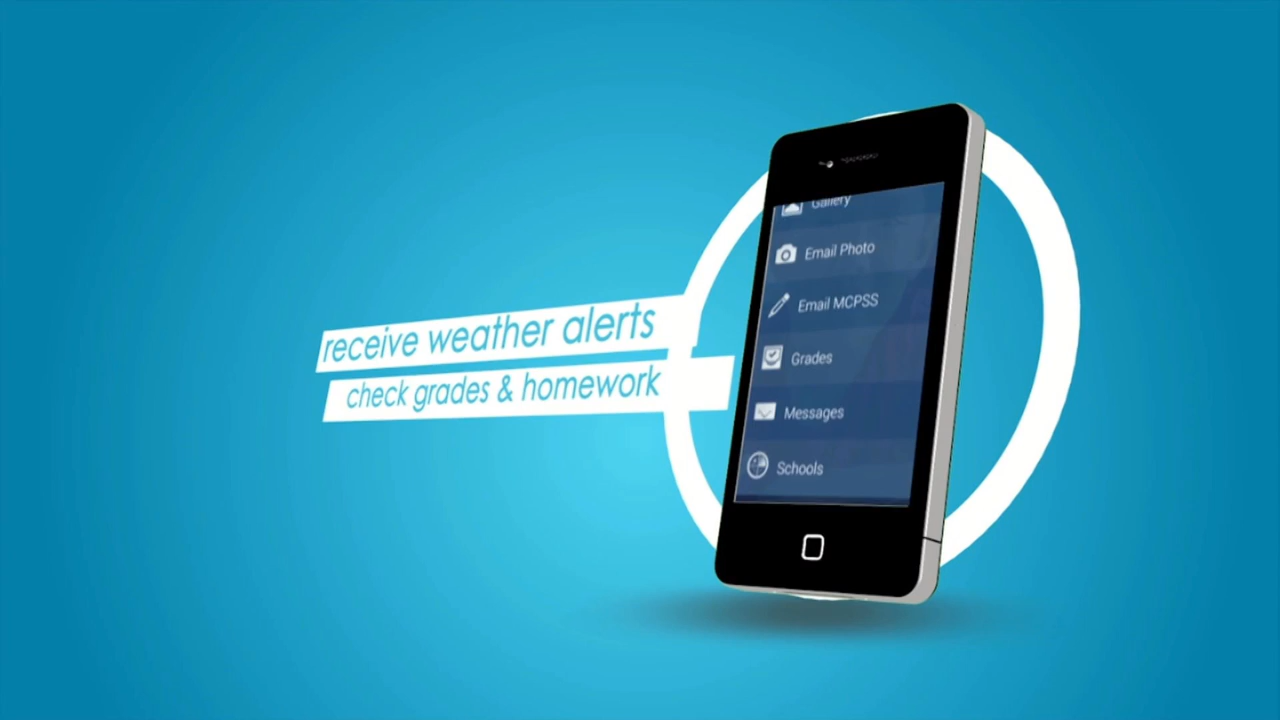 receive weather alerts
check grades & homework
Gallery
Email Photo
Email MCPSS
Grades
Messages
Schools